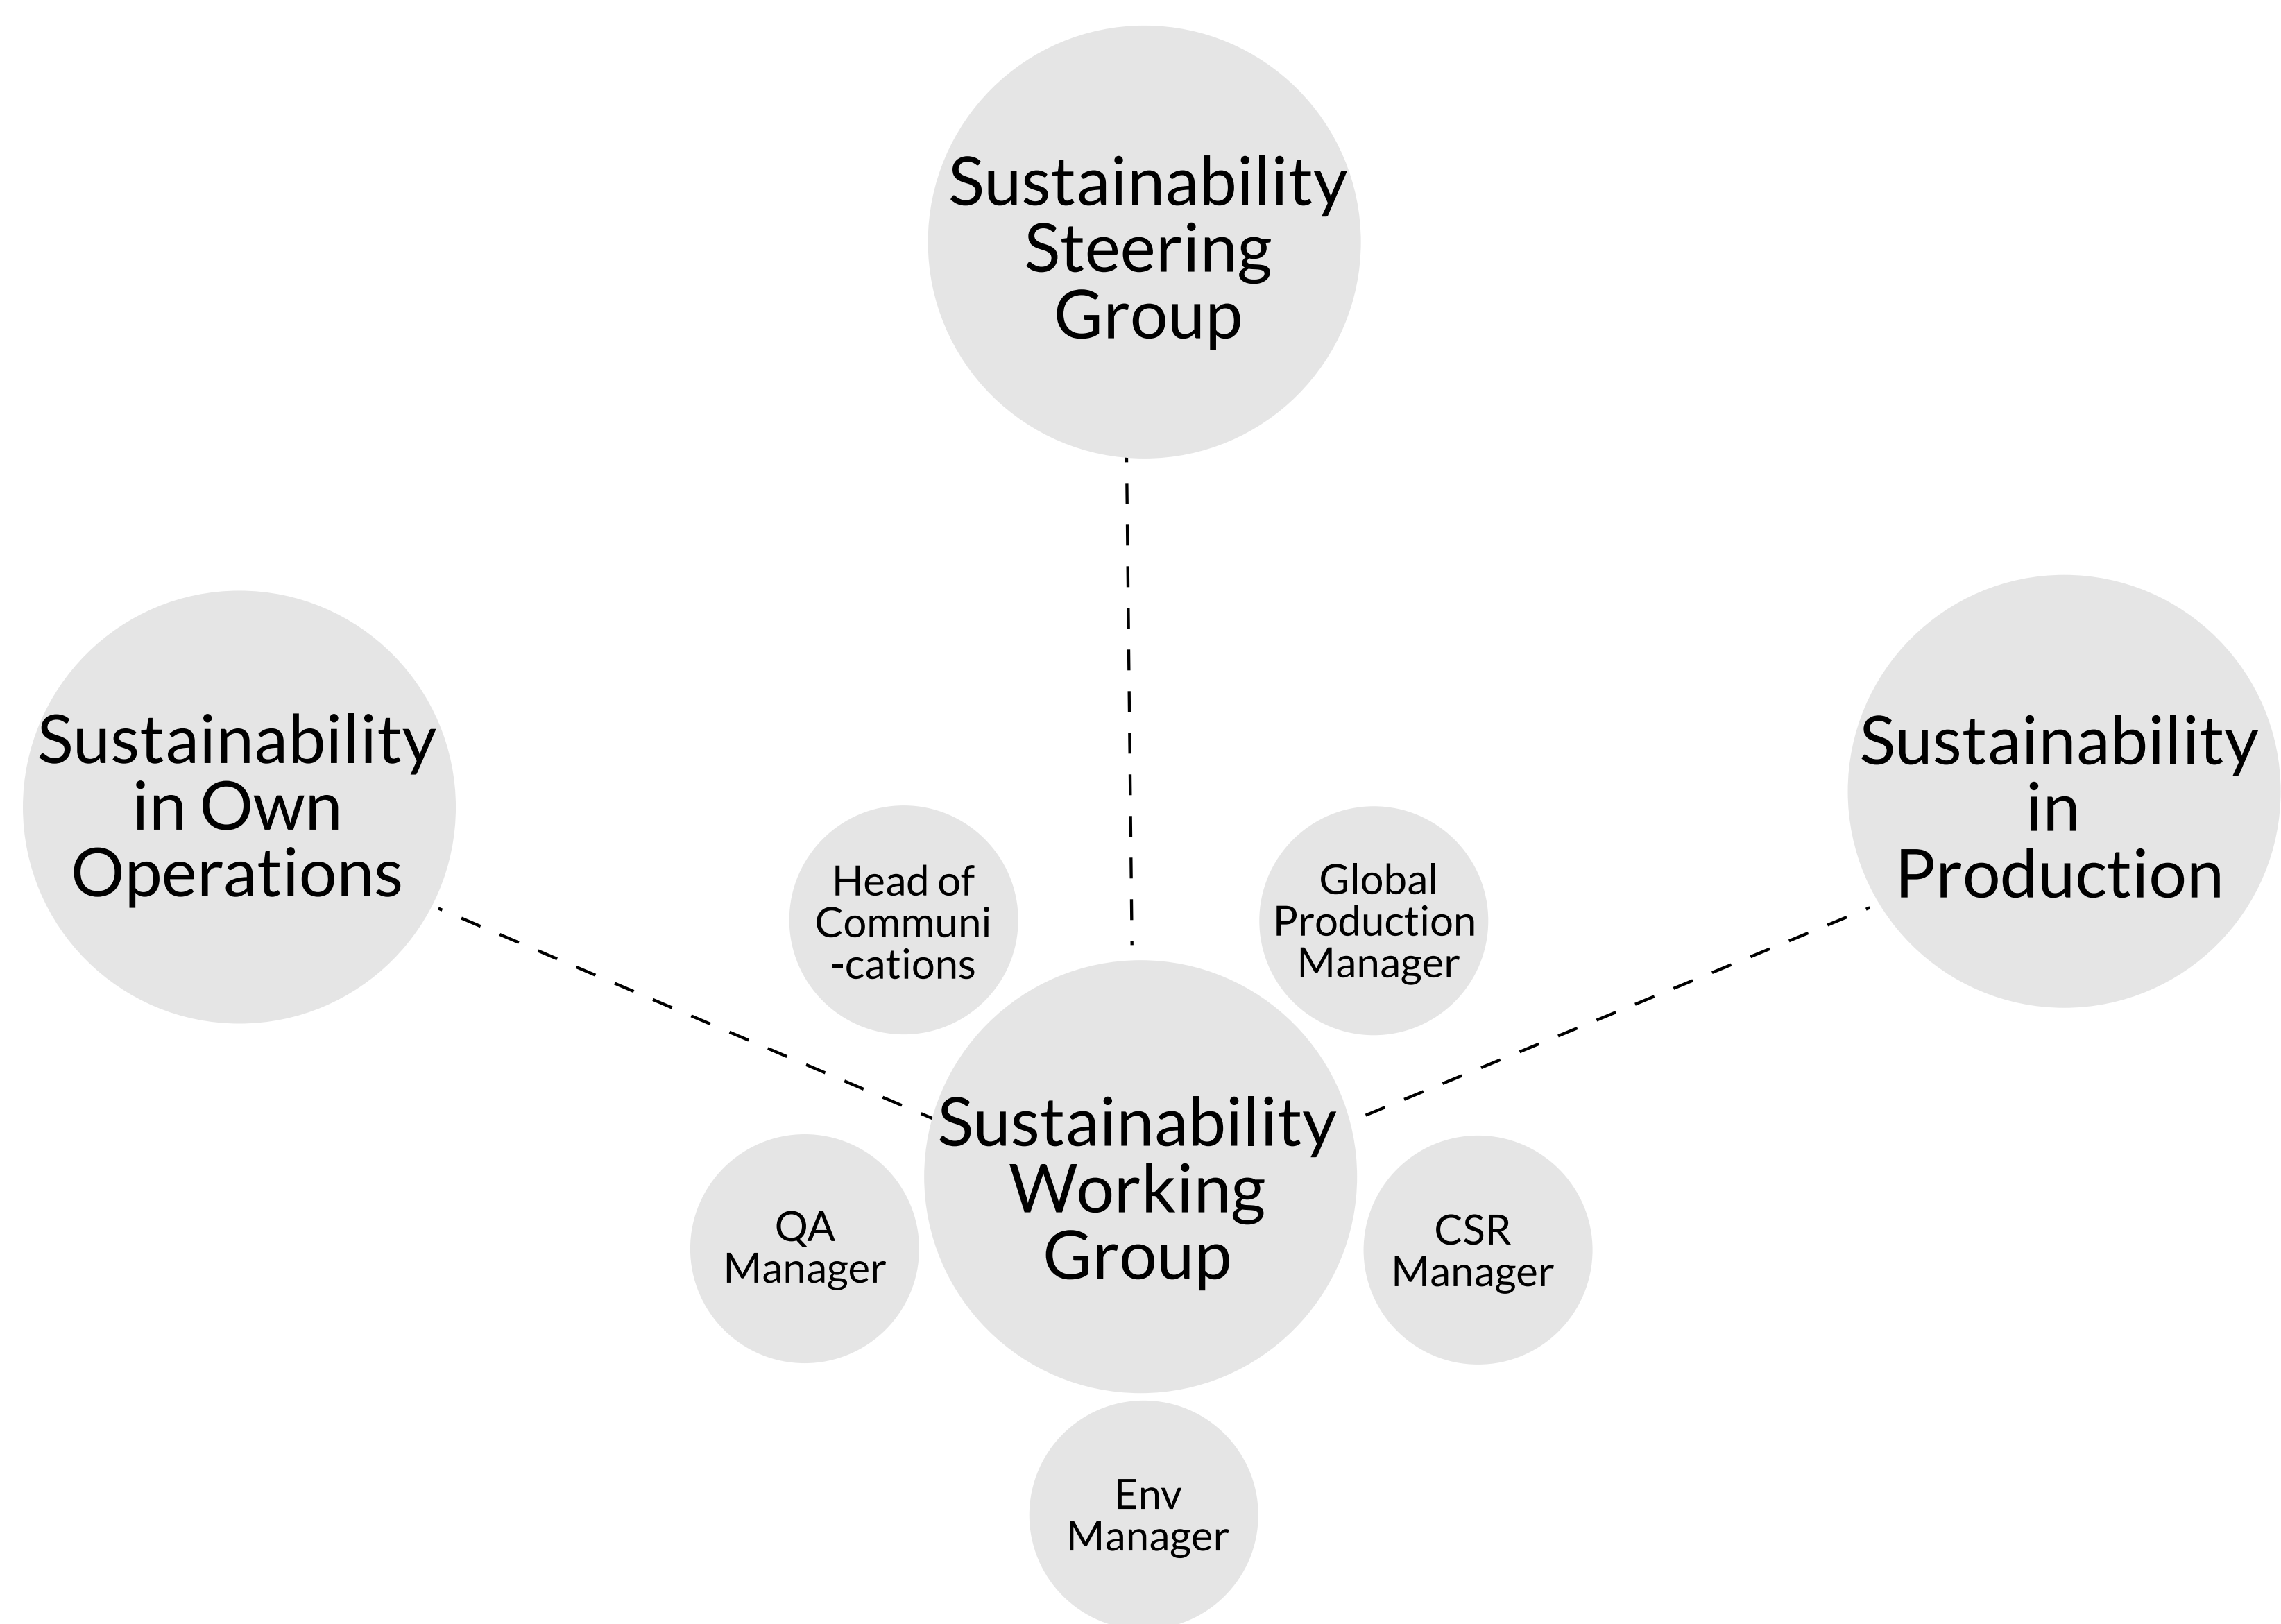 Sustainability
Steering
Group
Sustainability
in Own
Operations
Sustainability
in
Production
Head of
Communi
-cations
Global
Production
Manager
Sustainability
Working
Group
QA
Manager
CSR
Manager
Env
Manager